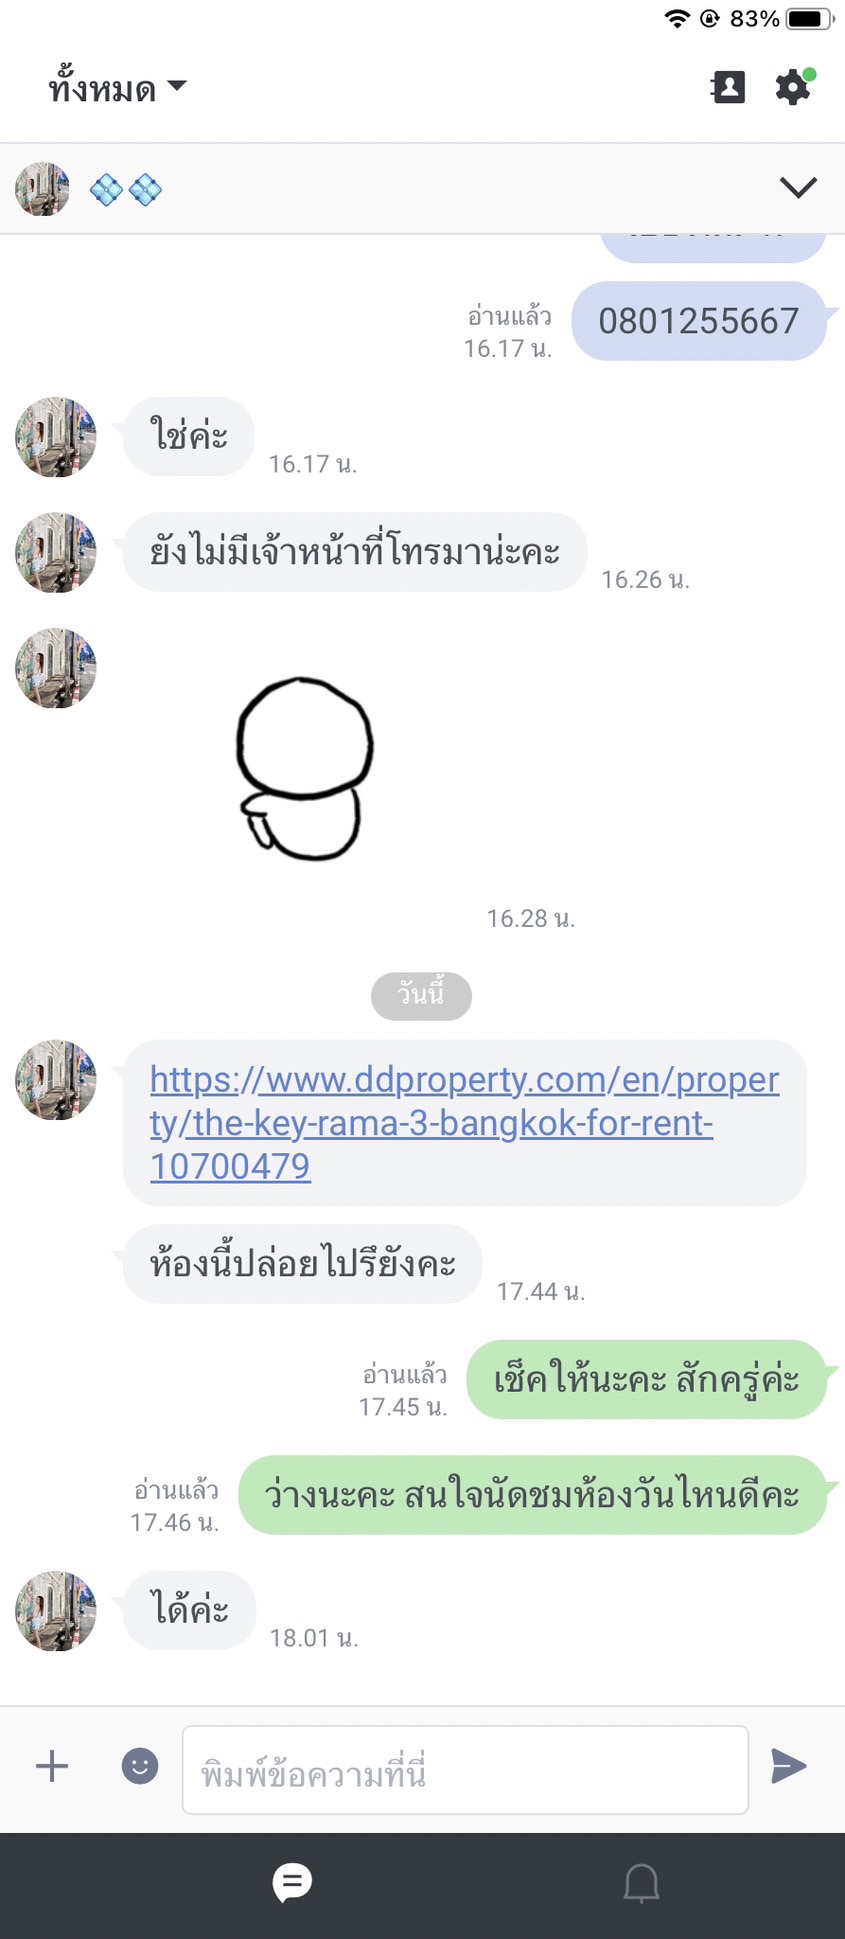 83%
ทั้งหมด
0801255667
อ่านแล้ว
16.17 น.
ใช่ค่ะ
16.17 น.
ยังไม่มีเจ้าหน้าที่โทรมาน่ะคะ
16.26 น.
16.28 น.
วันนี้
https://www.ddproperty.com/en/proper
ty/the-key-rama-3-bangkok-for-rent-
10700479
ห้องนี้ปล่อยไปรึยังคะ
17.44 น.
เช็คให้นะคะ สักครู่ค่ะ
อ่านแล้ว
17.45 น.
ว่างนะคะ สนใจนัดชมห้องวันไหนดีคะ
อ่านแล้ว
17.46 น.
ได้ค่ะ
18.01 น.
พิมพ์ข้อความที่นี่